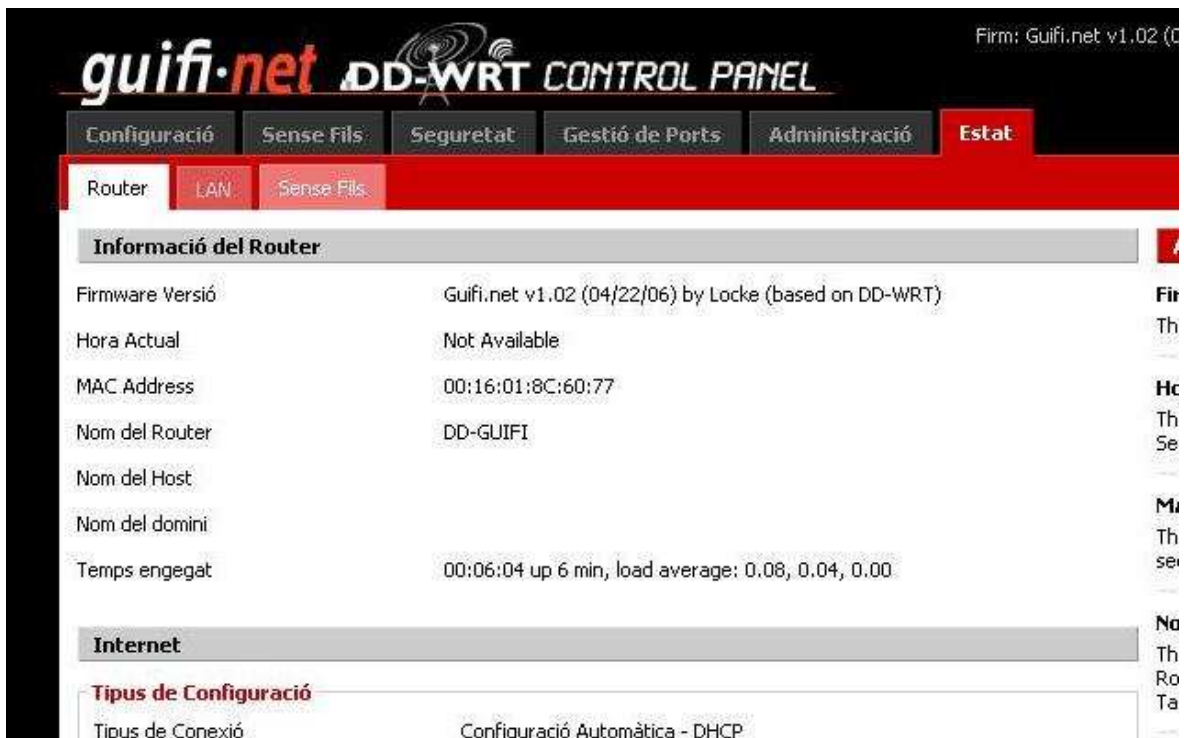 guifi·net DD-WRT CONTROL PANEL
Firm: Guifi.net v1.02 (
Configuració Sense Fils Seguretat Gestió de Ports Administració Estat
Router LAN Sense Fils
Informació del Router
Firmware Versió Guifi.net v1.02 (04/22/06) by Locke (based on DD-WRT)
Hora Actual Not Available
MAC Address 00:16:01:8C:60:77
Nom del Router DD-GUIFI
Nom del Host
Nom del domini
Temps engegat 00:06:04 up 6 min, load average: 0.08, 0.04, 0.00
Internet
Tipus de Configuració
Tipus de Conexió Configuració Automàtica - DHCP